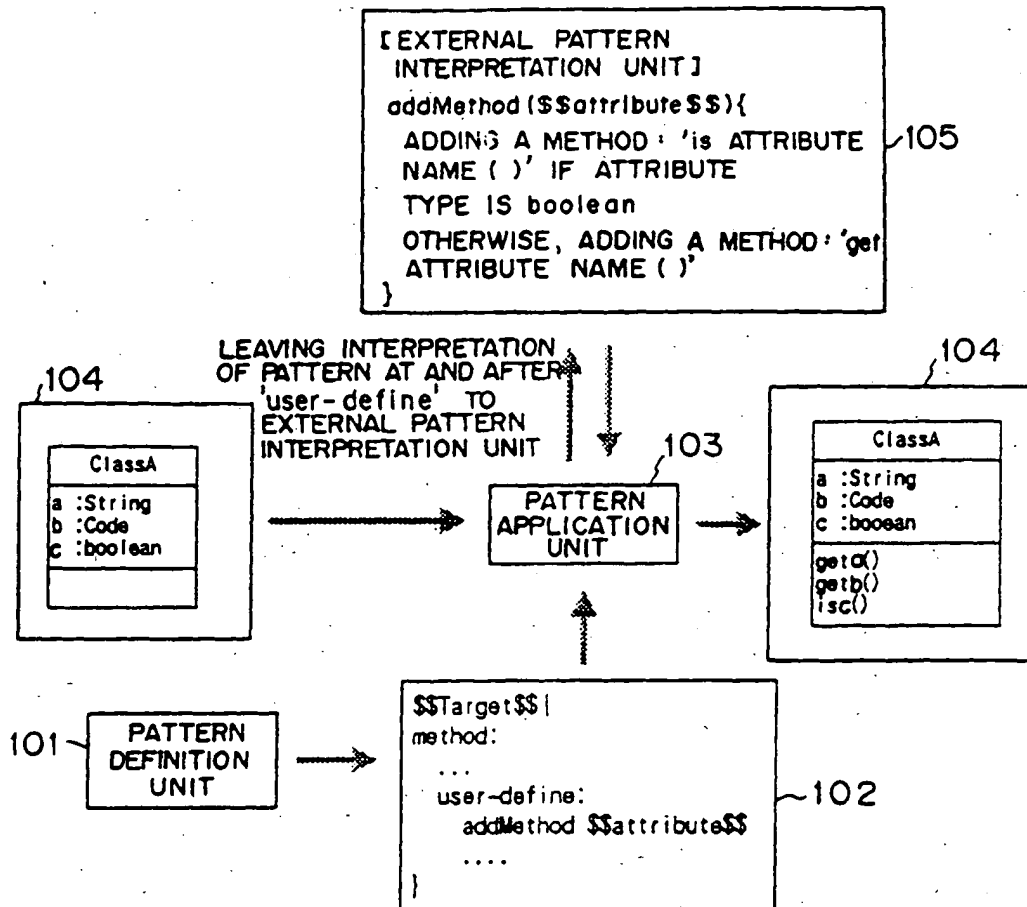 [EXTERNAL PATTERN
INTERPRETATION UNIT]
addMethod($$attribute$$){
ADDING A METHOD: 'is ATTRIBUTE
NAME ( )' IF ATTRIBUTE
TYPE IS boolean
OTHERWISE, ADDING A METHOD: 'get
ATTRIBUTE NAME ( )'
}
105
LEAVING INTERPRETATION
OF PATTERN AT AND AFTER
'user-define' TO
EXTERNAL PATTERN
INTERPRETATION UNIT
104
ClassA
a :String
b :Code
c :boolean
103
PATTERN
APPLICATION
UNIT
104
ClassA
a :String
b :Code
c :booean
geta()
getb()
isc()
101
PATTERN
DEFINITION
UNIT
$$Target$${
method:
...
user-define:
addMethod $$attribute$$
....
}
102